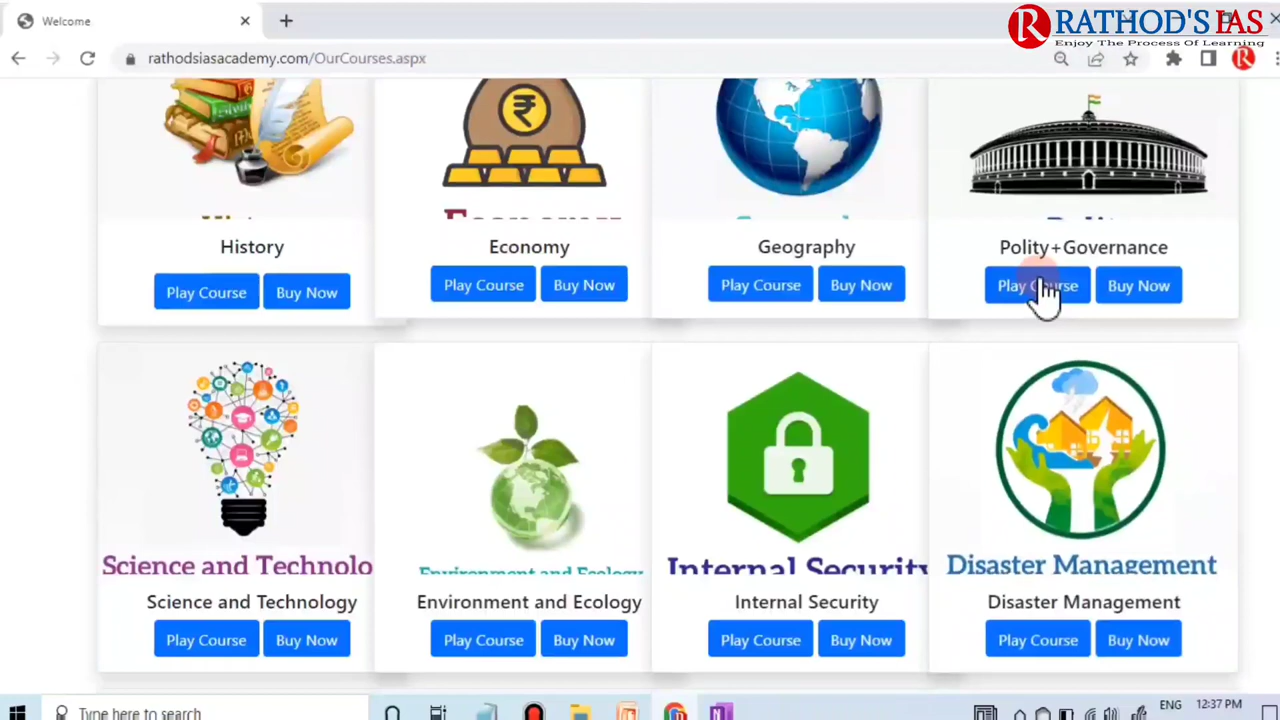 Welcome
RATHOD'S IAS
Enjoy The Process Of Learning
rathodsiasacademy.com/OurCourses.aspx
History
Economy
Geography
Polity+Governance
Play Course Buy Now
Play Course Buy Now
Play Course Buy Now
Play Course Buy Now
Science and Technolo
Environment and Ecology
Internal Security
Disaster Management
Science and Technology
Environment and Ecology
Internal Security
Disaster Management
Play Course Buy Now
Play Course Buy Now
Play Course Buy Now
Play Course Buy Now
Type here to search
ENG
12:37 PM